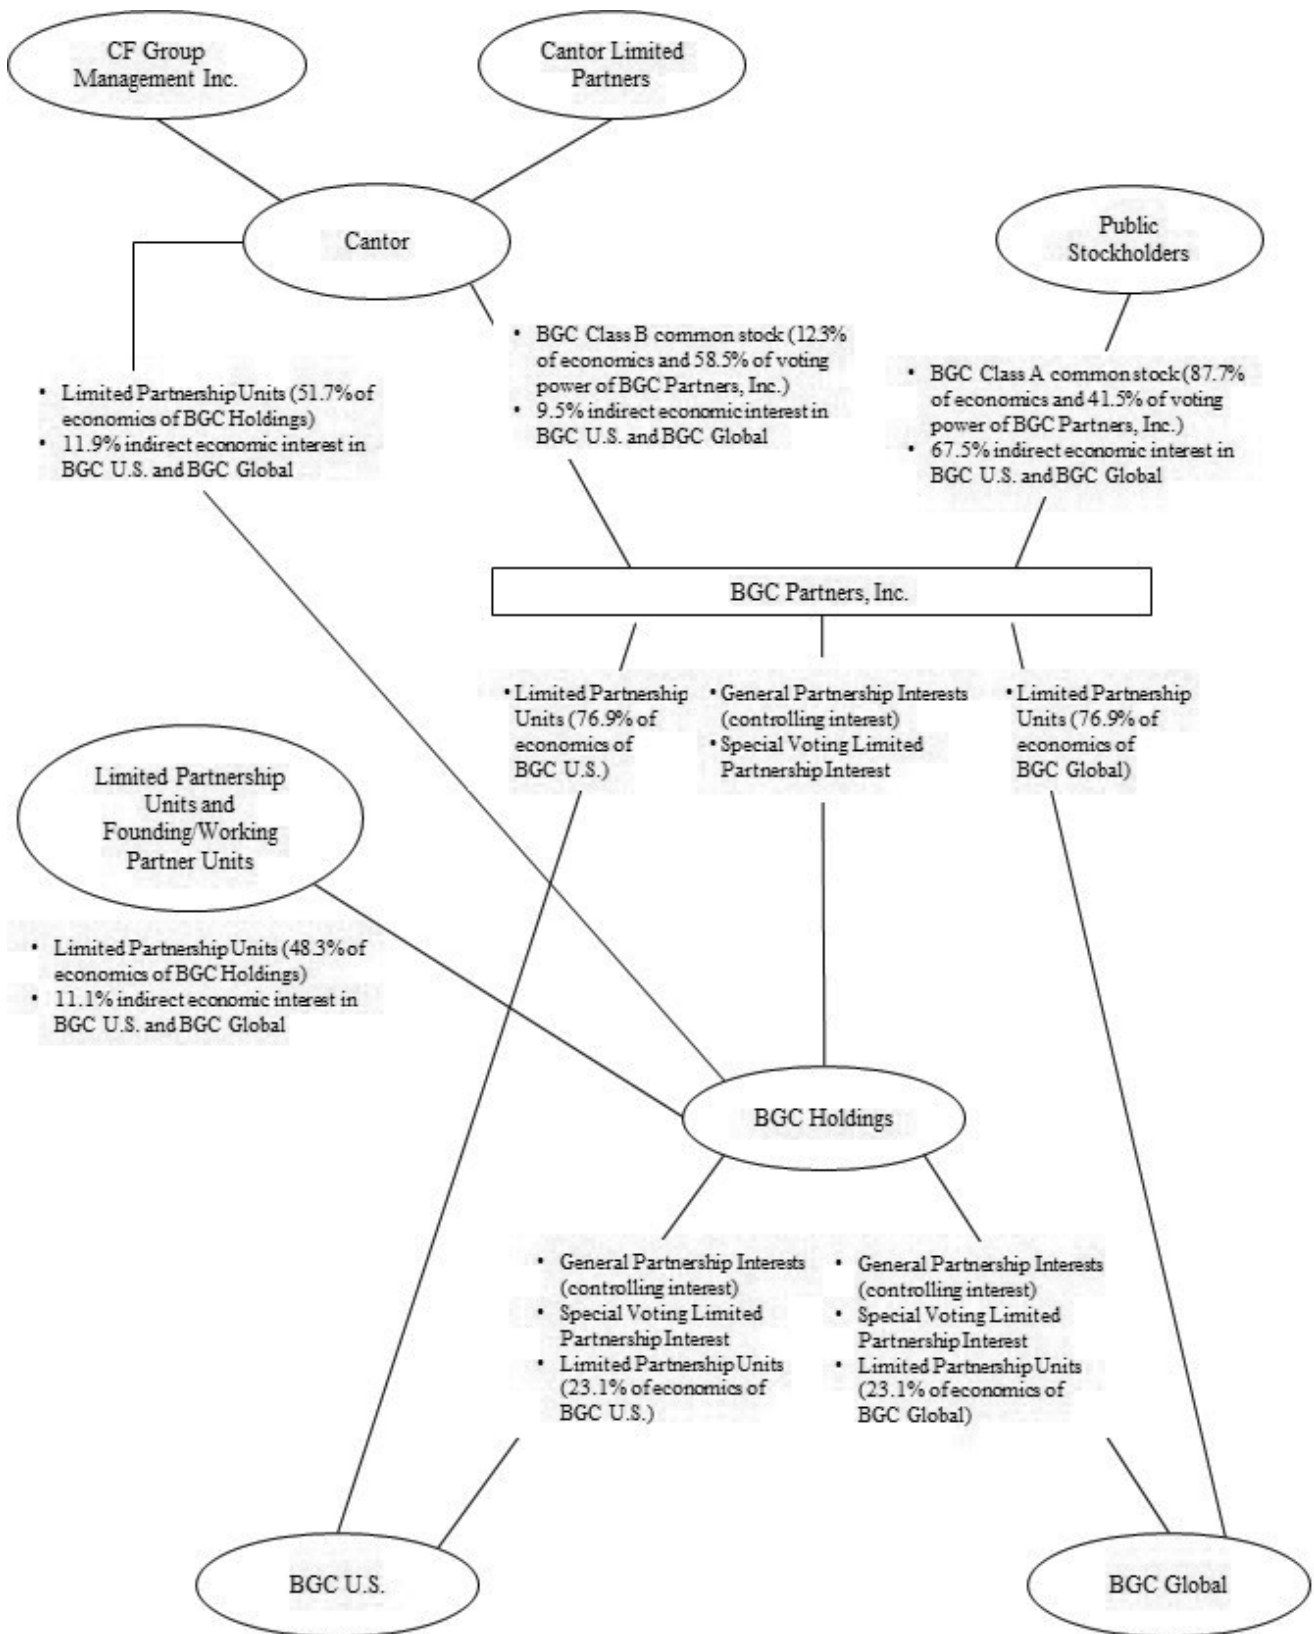 CF Group
Management Inc.
Cantor Limited
Partners
Cantor
Public
Stockholders
• Limited Partnership Units (51.7% of
economics of BGC Holdings)
• 11.9% indirect economic interest in
BGC U.S. and BGC Global
• BGC Class B common stock (12.3%
of economics and 58.5% of voting
power of BGC Partners, Inc.)
• 9.5% indirect economic interest in
BGC U.S. and BGC Global
• BGC Class A common stock (87.7%
of economics and 41.5% of voting
power of BGC Partners, Inc.)
• 67.5% indirect economic interest in
BGC U.S. and BGC Global
BGC Partners, Inc.
• Limited Partnership
Units (76.9% of
economics of
BGC U.S.)
• General Partnership Interests
(controlling interest)
• Special Voting Limited
Partnership Interest
• Limited Partnership
Units (76.9% of
economics of
BGC Global)
Limited Partnership
Units and
Founding/Working
Partner Units
• Limited Partnership Units (48.3% of
economics of BGC Holdings)
• 11.1% indirect economic interest in
BGC U.S. and BGC Global
BGC Holdings
• General Partnership Interests
(controlling interest)
• Special Voting Limited
Partnership Interest
• Limited Partnership Units
(23.1% of economics of
BGC U.S.)
• General Partnership Interests
(controlling interest)
• Special Voting Limited
Partnership Interest
• Limited Partnership Units
(23.1% of economics of
BGC Global)
BGC U.S.
BGC Global